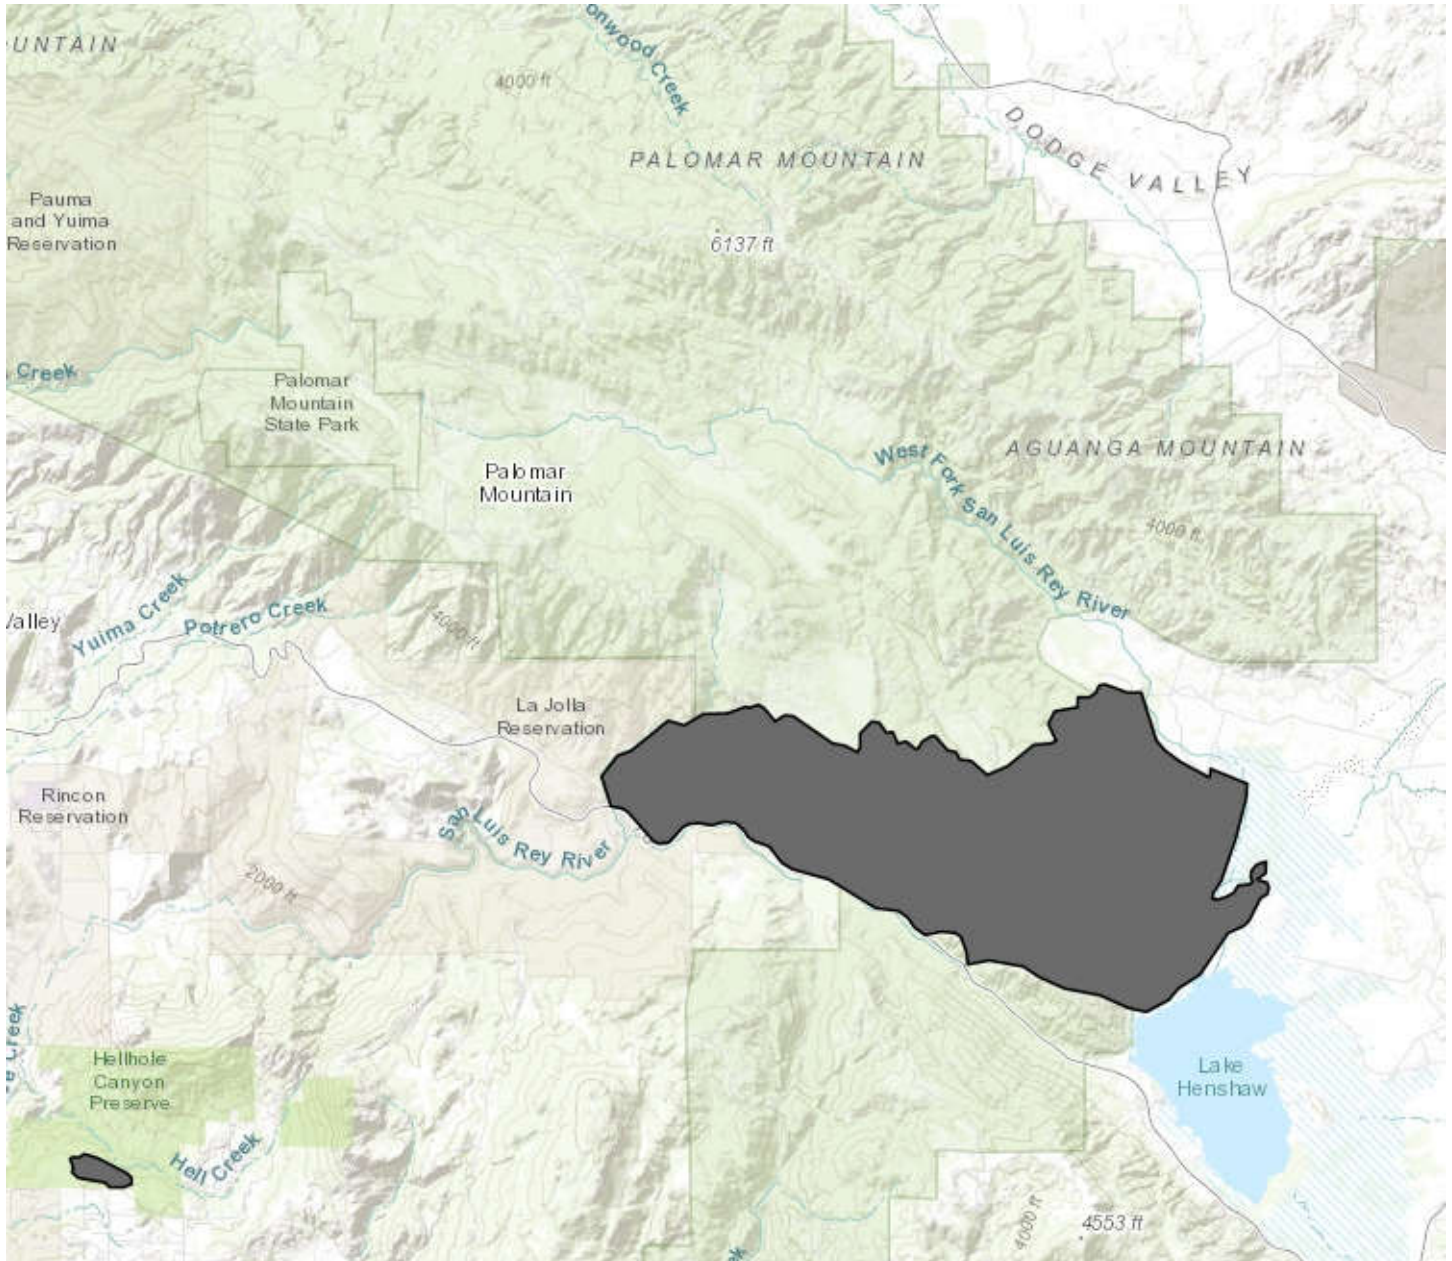 UNTAIN
onwood Creek
4000 ft
DODGE VALLEY
PALOMAR MOUNTAIN
Pauma
and Yuima
Reservation
6137 ft
Creek
Palomar
Mountain
State Park
West Fork San Luis Rey River
AGUANGA MOUNTAIN
Palomar
Mountain
4000 ft
Yuima Creek
Potrero Creek
4000 ft
Valley
La Jolla
Reservation
Rincon
Reservation
San Luis Rey River
2000 ft
Creek
Hellhole
Canyon
Preserve
Hell Creek
Lake
Henshaw
4000 ft
4553 ft